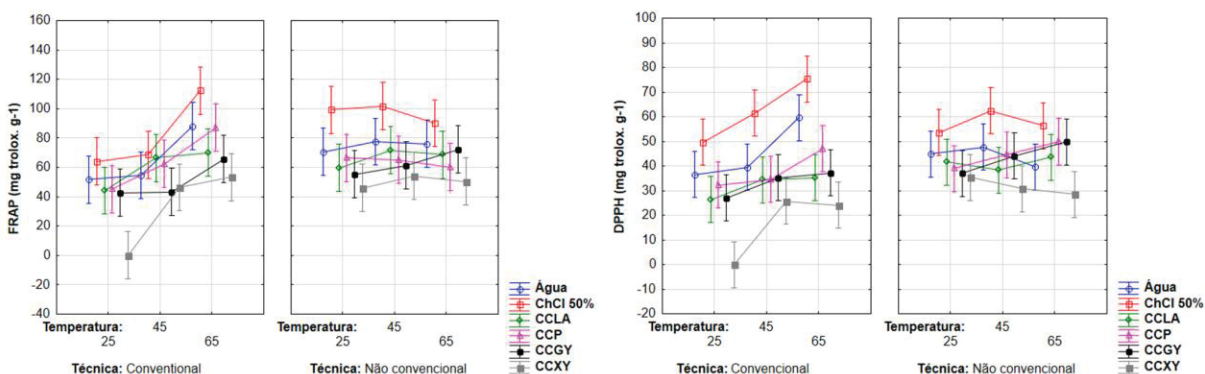 FRAP (mg trolox. g-1)
160
140
120
100
80
60
40
20
0
-20
-40
Temperatura:
45
45
25
65
25
65
Técnica: Conventional
Técnica: Não convencional
Água
ChCl 50%
CCLA
CCP
CCGY
CCXY
DPPH (mg trolox. g-1)
100
90
80
70
60
50
40
30
20
10
0
-10
-20
Temperatura:
45
45
25
65
25
65
Técnica: Convencional
Técnica: Não convencional
Água
ChCl 50%
CCLA
CCP
CCGY
CCXY